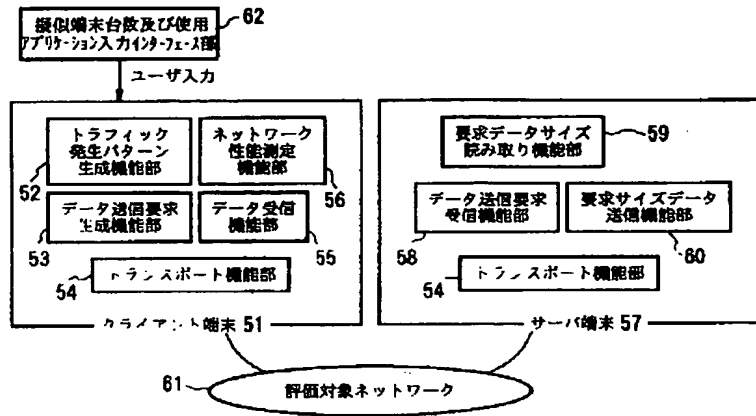 擬似端末台数及び使用
アプリケーション入力インターフェース部
62
ユーザ入力
トラフィック
発生パターン
生成機能部
52
ネットワーク
性能測定
機能部
56
データ送信要求
生成機能部
53
データ受信
機能部
55
トランスポート機能部
54
クライアント端末 51
要求データサイズ
読み取り機能部
59
データ送信要求
受信機能部
58
要求サイズデータ
送信機能部
60
トランスポート機能部
54
サーバ端末 57
61
評価対象ネットワーク